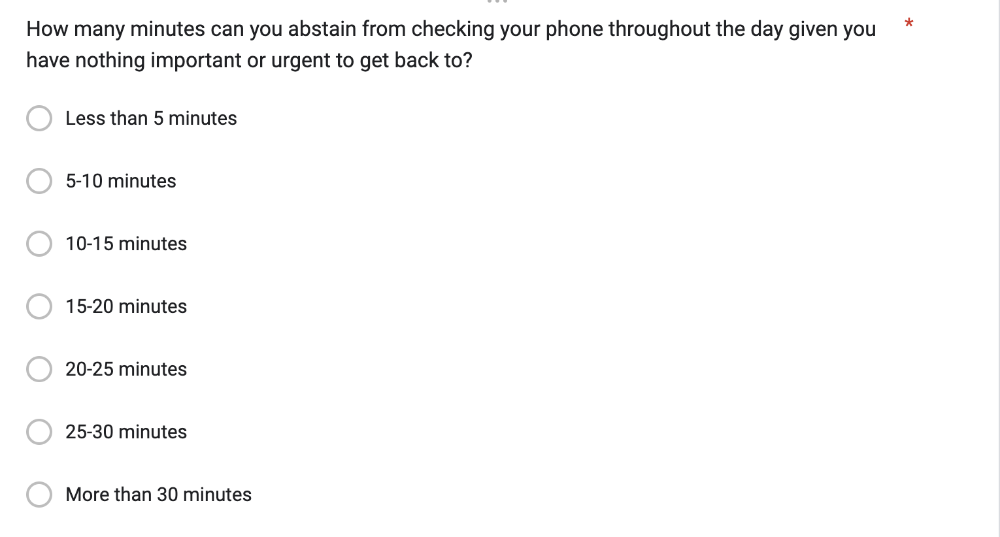 How many minutes can you abstain from checking your phone throughout the day given you *
have nothing important or urgent to get back to?
Less than 5 minutes
5-10 minutes
10-15 minutes
15-20 minutes
20-25 minutes
25-30 minutes
More than 30 minutes